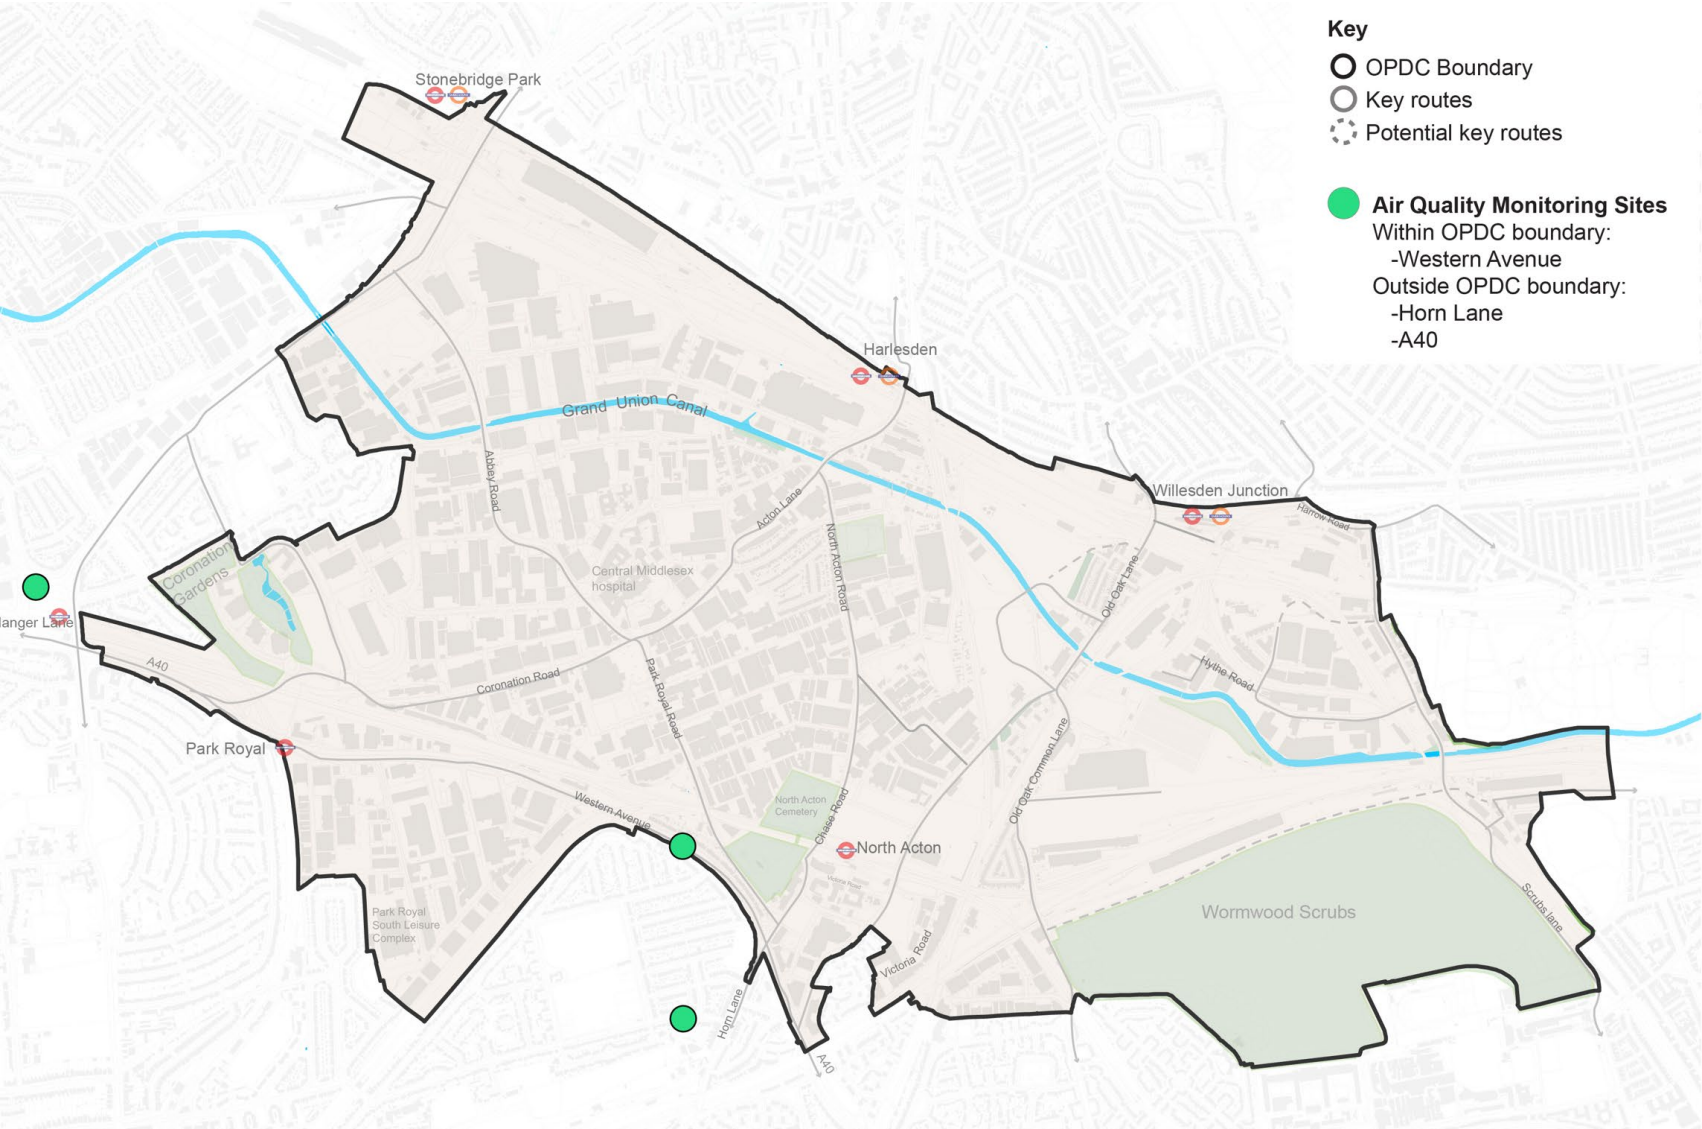 Key
OPDC Boundary
Key routes
Potential key routes
Air Quality Monitoring Sites
Within OPDC boundary:
-Western Avenue
Outside OPDC boundary:
-Horn Lane
-A40
Stonebridge Park
Harlesden
Grand Union Canal
Abbey Road
Acton Lane
Willesden Junction
Harrow Road
North Acton Road
Coronation
Gardens
Central Middlesex
hospital
Old Oak Lane
anger Lane
A40
Coronation Road
Park Royal Road
Hythe Road
Park Royal
Old Oak Common Lane
Western Avenue
North Acton
Cemetery
Chase Road
North Acton
Victoria Road
Park Royal
South Leisure
Complex
Wormwood Scrubs
Scrubs lane
Victoria Road
Horn Lane
A40